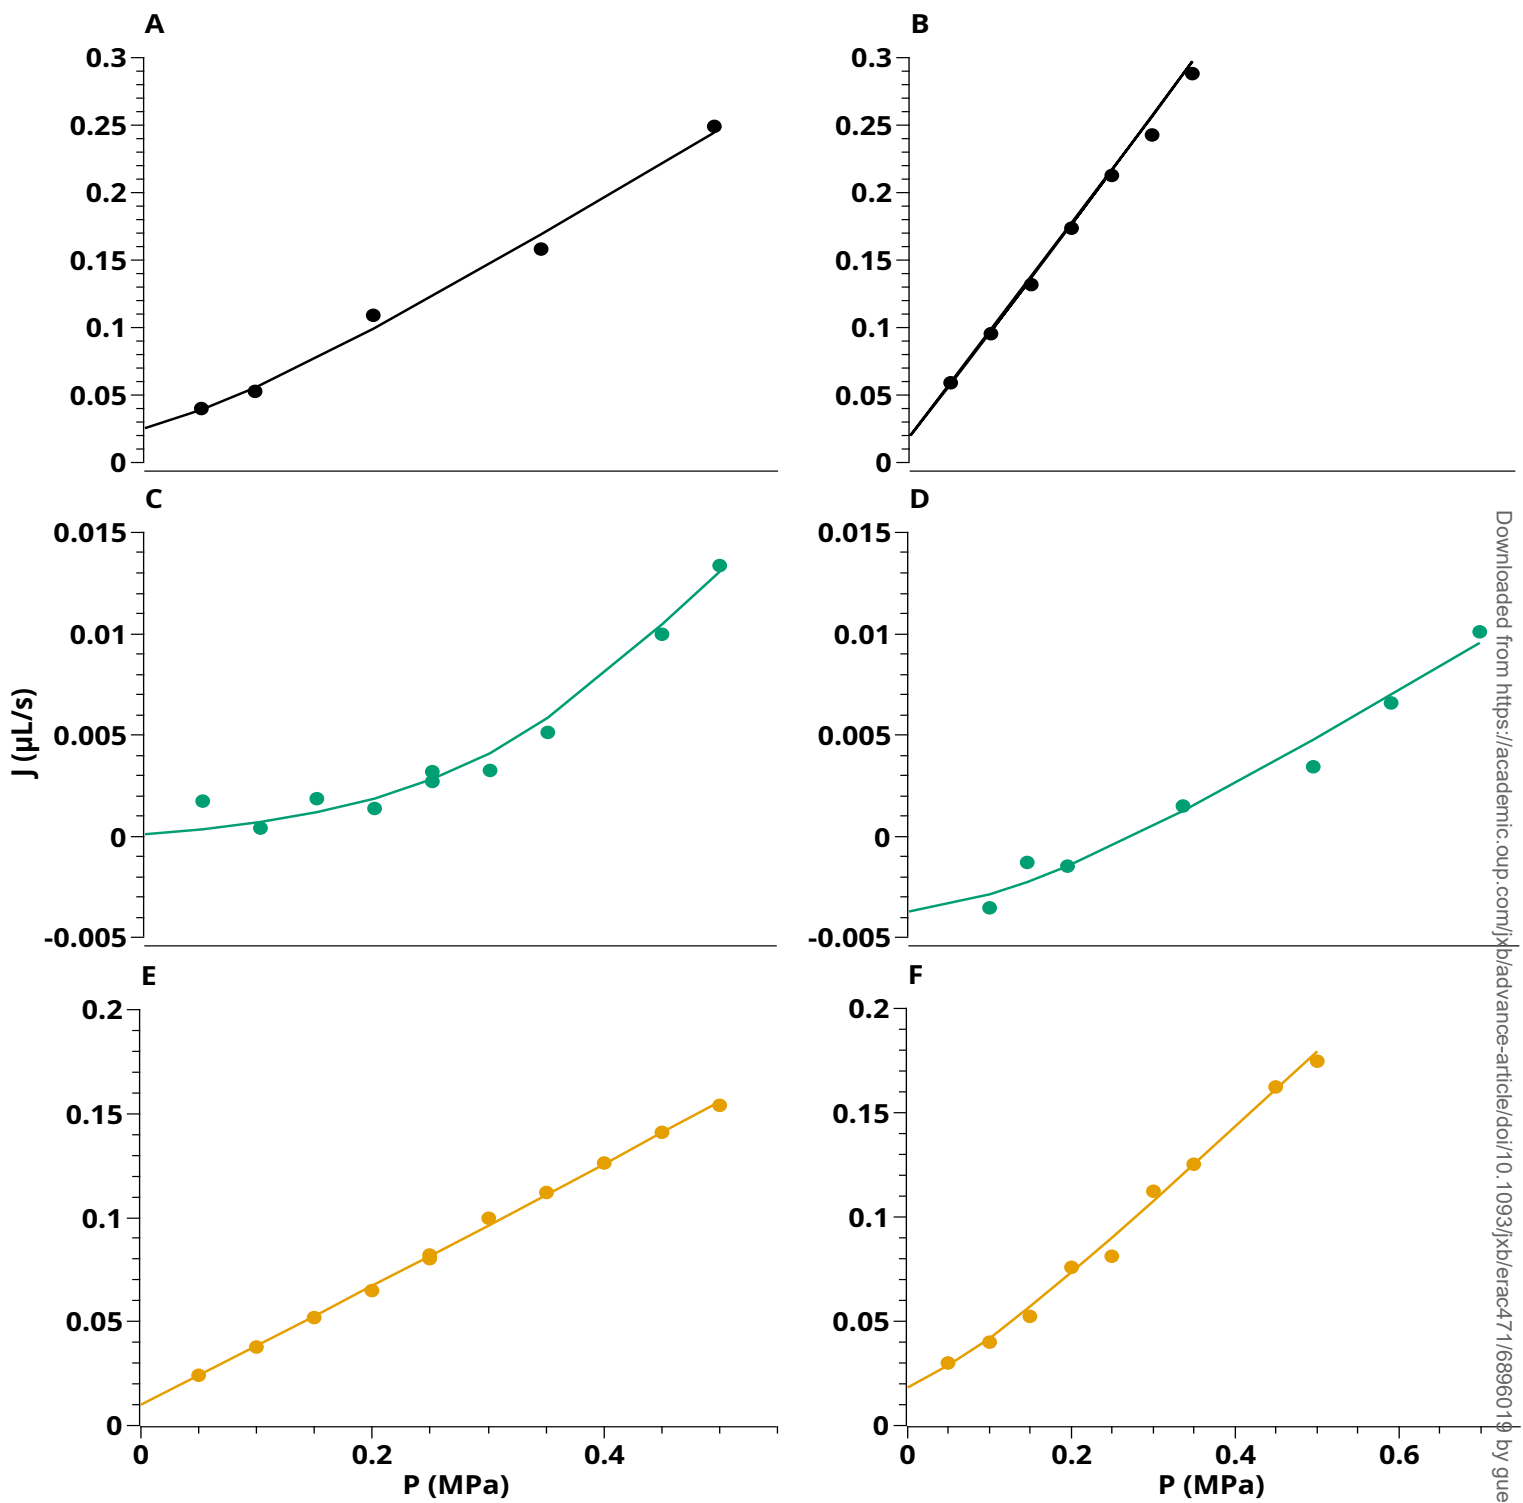 A
B
0.3
0.25
0.2
0.15
0.1
0.05
0
0.3
0.25
0.2
0.15
0.1
0.05
0
C
D
0.015
0.01
0.005
0
-0.005
0.015
0.01
0.005
0
-0.005
J (µL/s)
E
F
0.2
0.15
0.1
0.05
0
0.2
0.15
0.1
0.05
0
0 0.2 0.4
0 0.2 0.4 0.6
P (MPa)
P (MPa)
Downloaded from https://academic.oup.com/jxb/advance-article/doi/10.1093/jxb/erac471/6896019 by gue